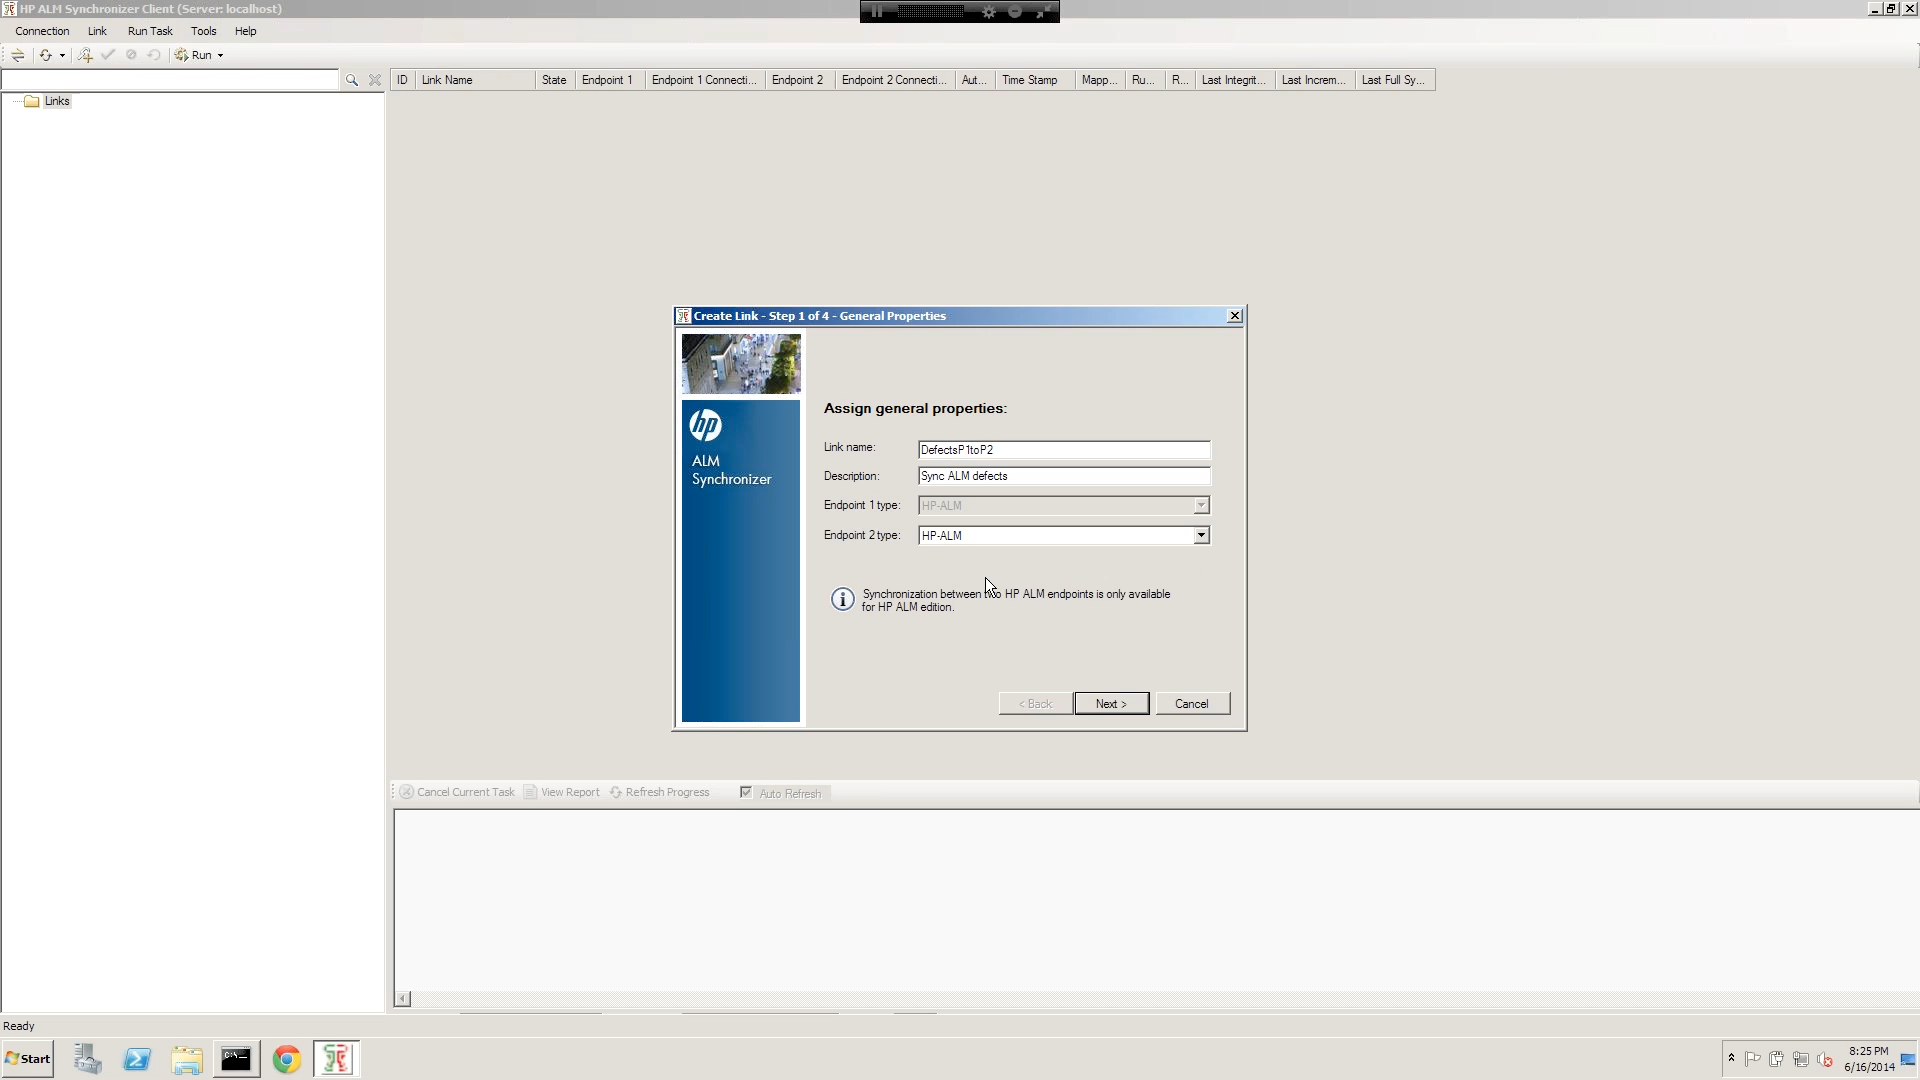 HP ALM Synchronizer Client (Server: localhost)
Connection Link Run Task Tools Help
Run
ID Link Name State Endpoint 1 Endpoint 1 Connecti... Endpoint 2 Endpoint 2 Connecti... Aut... Time Stamp Mapp... Ru... R... Last Integrit... Last Increm... Last Full Sy...
Links
Create Link - Step 1 of 4 - General Properties
hp
ALM
Synchronizer
Assign general properties:
Link name: DefectsP1toP2
Description: Sync ALM defects
Endpoint 1 type: HP-ALM
Endpoint 2 type: HP-ALM
Synchronization between two HP ALM endpoints is only available
for HP ALM edition.
< Back Next > Cancel
Cancel Current Task View Report Refresh Progress Auto Refresh
Ready
Start
C:\
8:25 PM
6/16/2014